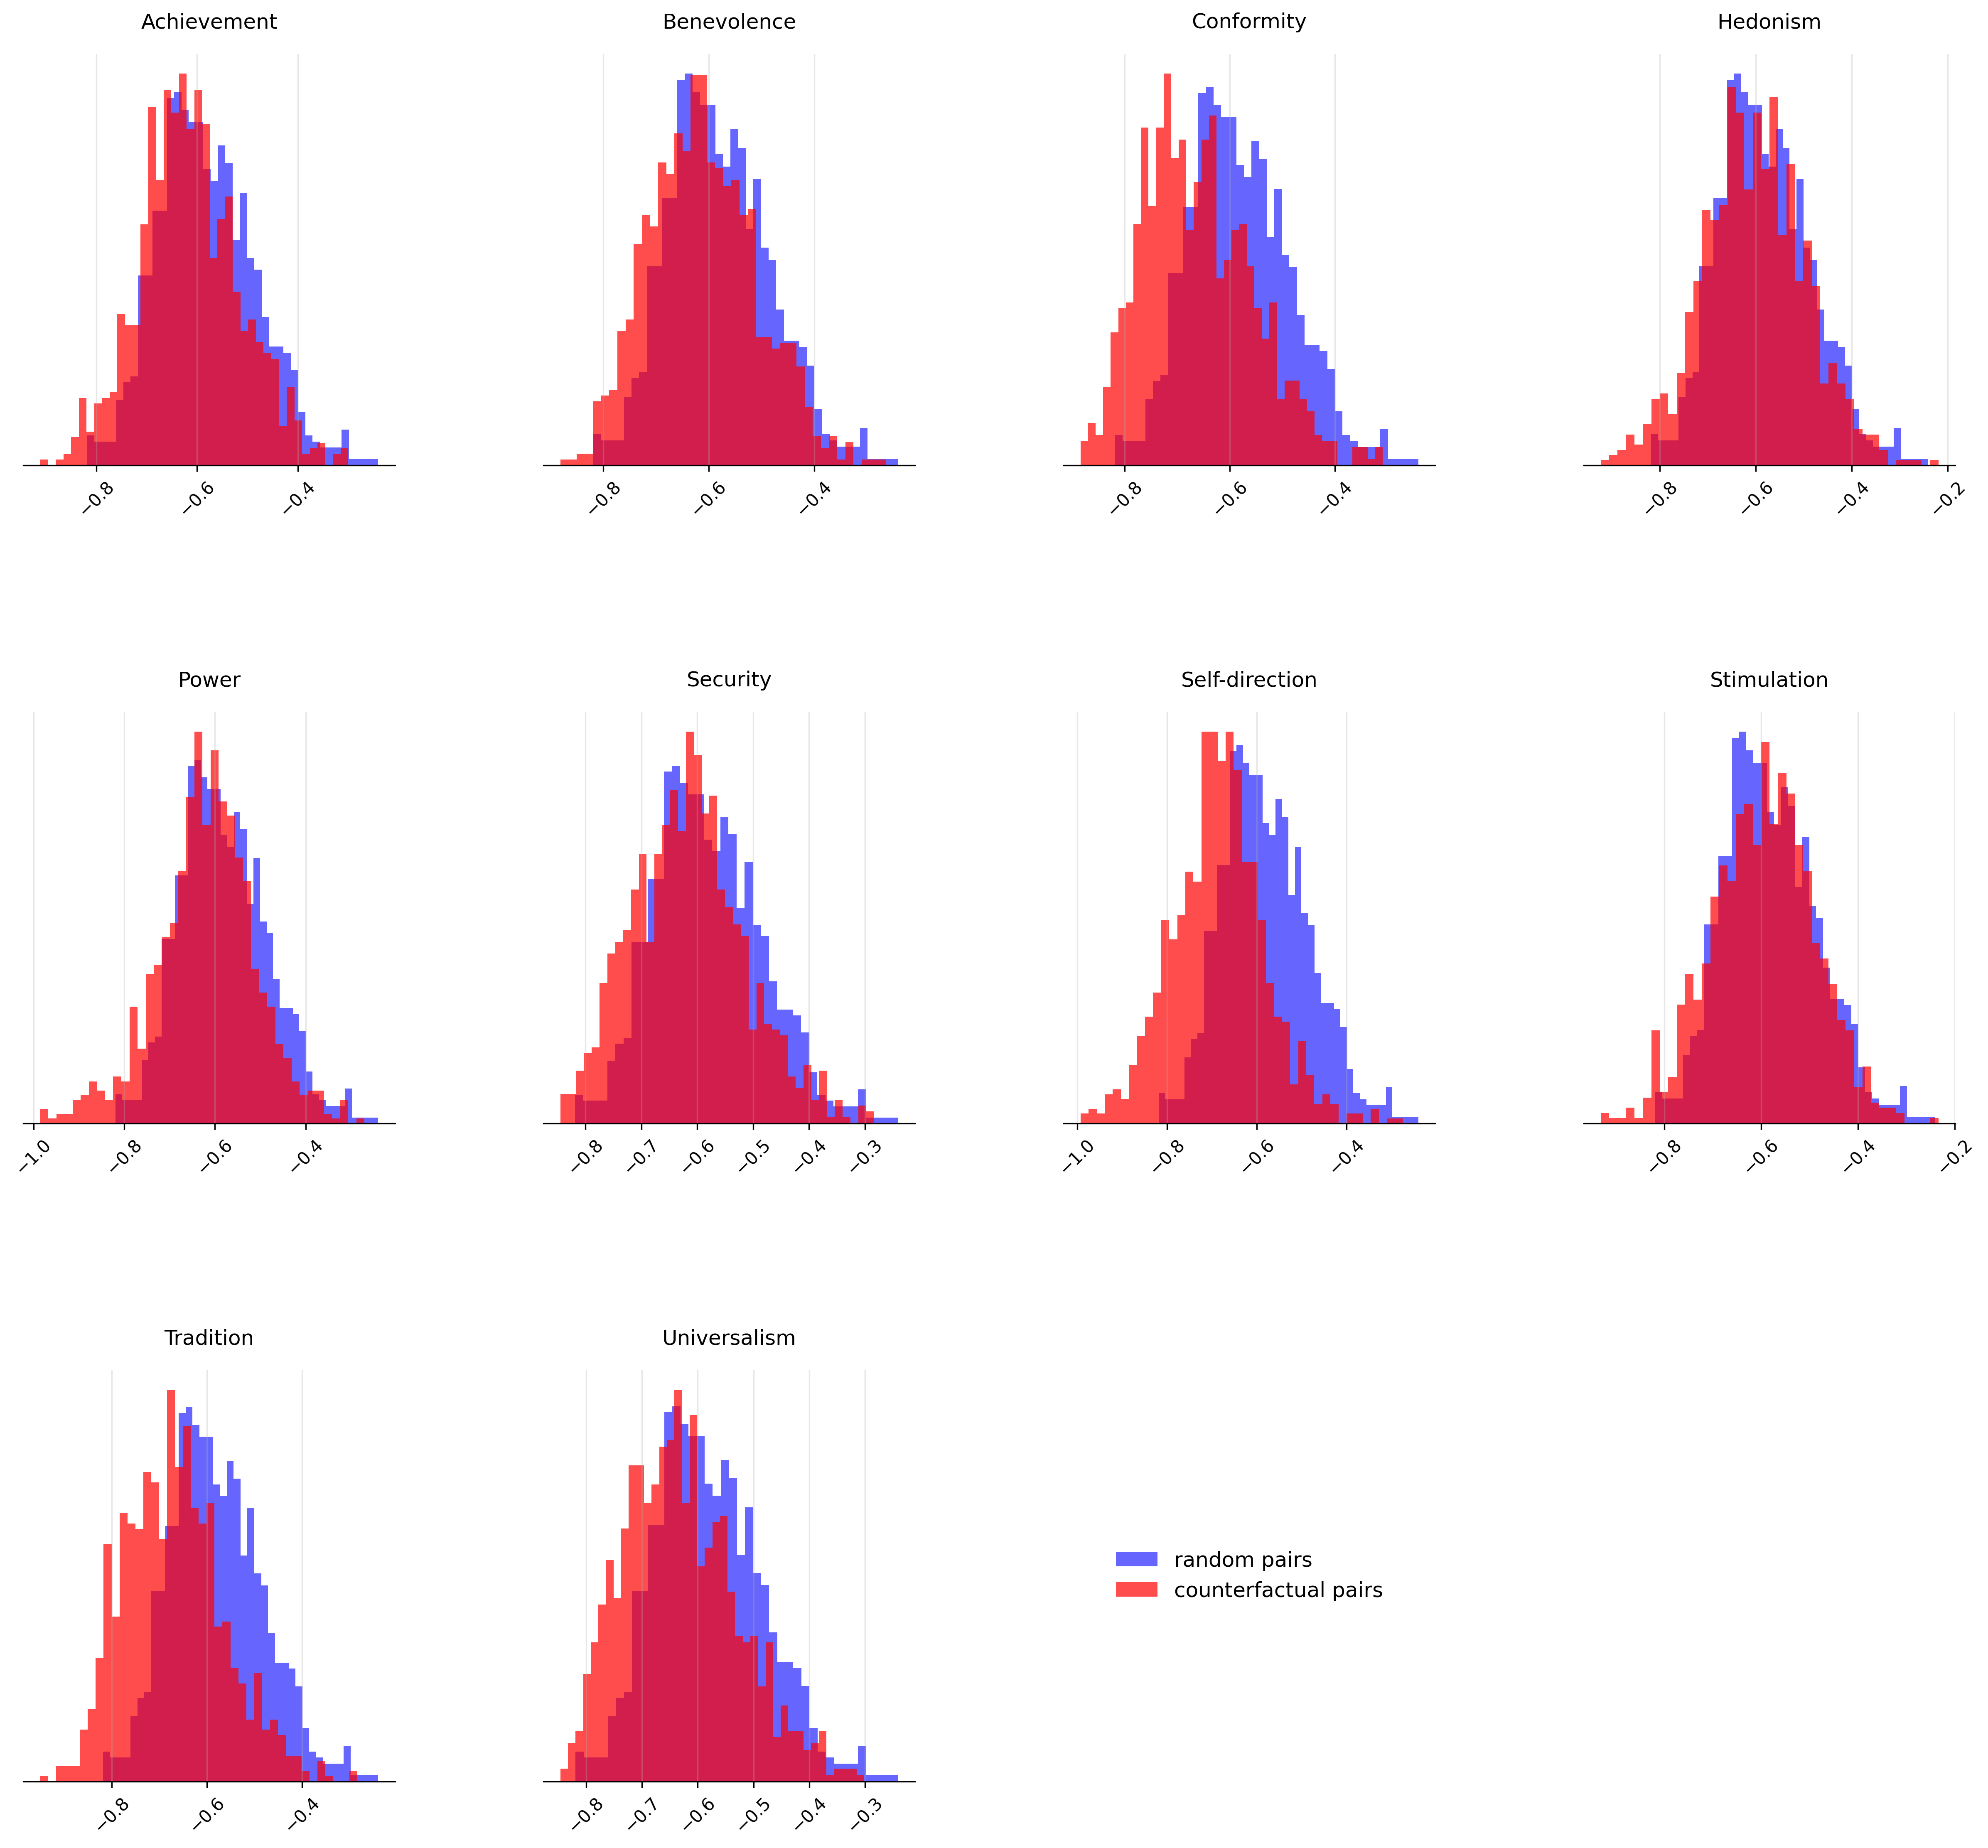 Achievement
Benevolence
Conformity
Hedonism
−0.8 −0.6 −0.4
−0.8 −0.6 −0.4
−0.8 −0.6 −0.4
−0.8 −0.6 −0.4 −0.2
Power
Security
Self-direction
Stimulation
−1.0 −0.8 −0.6 −0.4
−0.8 −0.7 −0.6 −0.5 −0.4 −0.3
−1.0 −0.8 −0.6 −0.4
−0.8 −0.6 −0.4 −0.2
Tradition
Universalism
random pairs
counterfactual pairs
−0.8 −0.6 −0.4
−0.8 −0.7 −0.6 −0.5 −0.4 −0.3